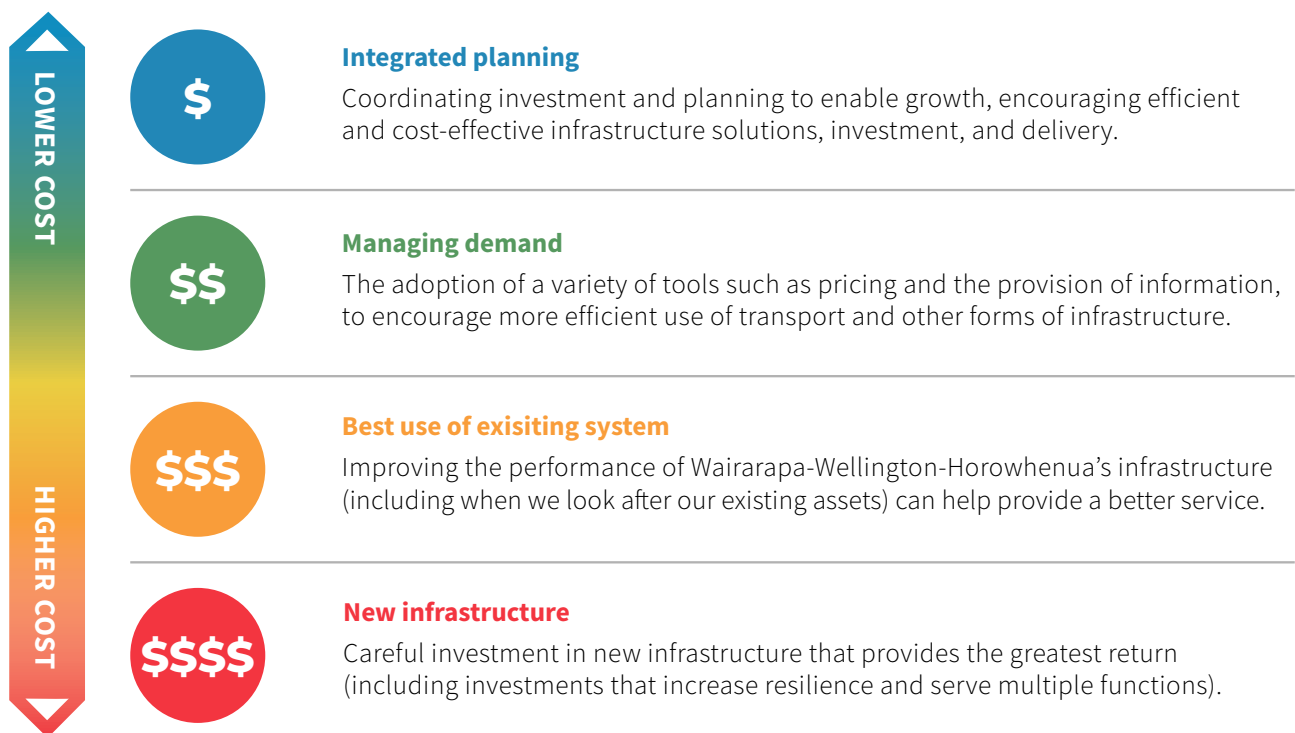 LOWER COST
HIGHER COST
$
Integrated planning
Coordinating investment and planning to enable growth, encouraging efficient
and cost-effective infrastructure solutions, investment, and delivery.
$$
Managing demand
The adoption of a variety of tools such as pricing and the provision of information,
to encourage more efficient use of transport and other forms of infrastructure.
$$$
Best use of exisiting system
Improving the performance of Wairarapa-Wellington-Horowhenua’s infrastructure
(including when we look after our existing assets) can help provide a better service.
$$$$
New infrastructure
Careful investment in new infrastructure that provides the greatest return
(including investments that increase resilience and serve multiple functions).